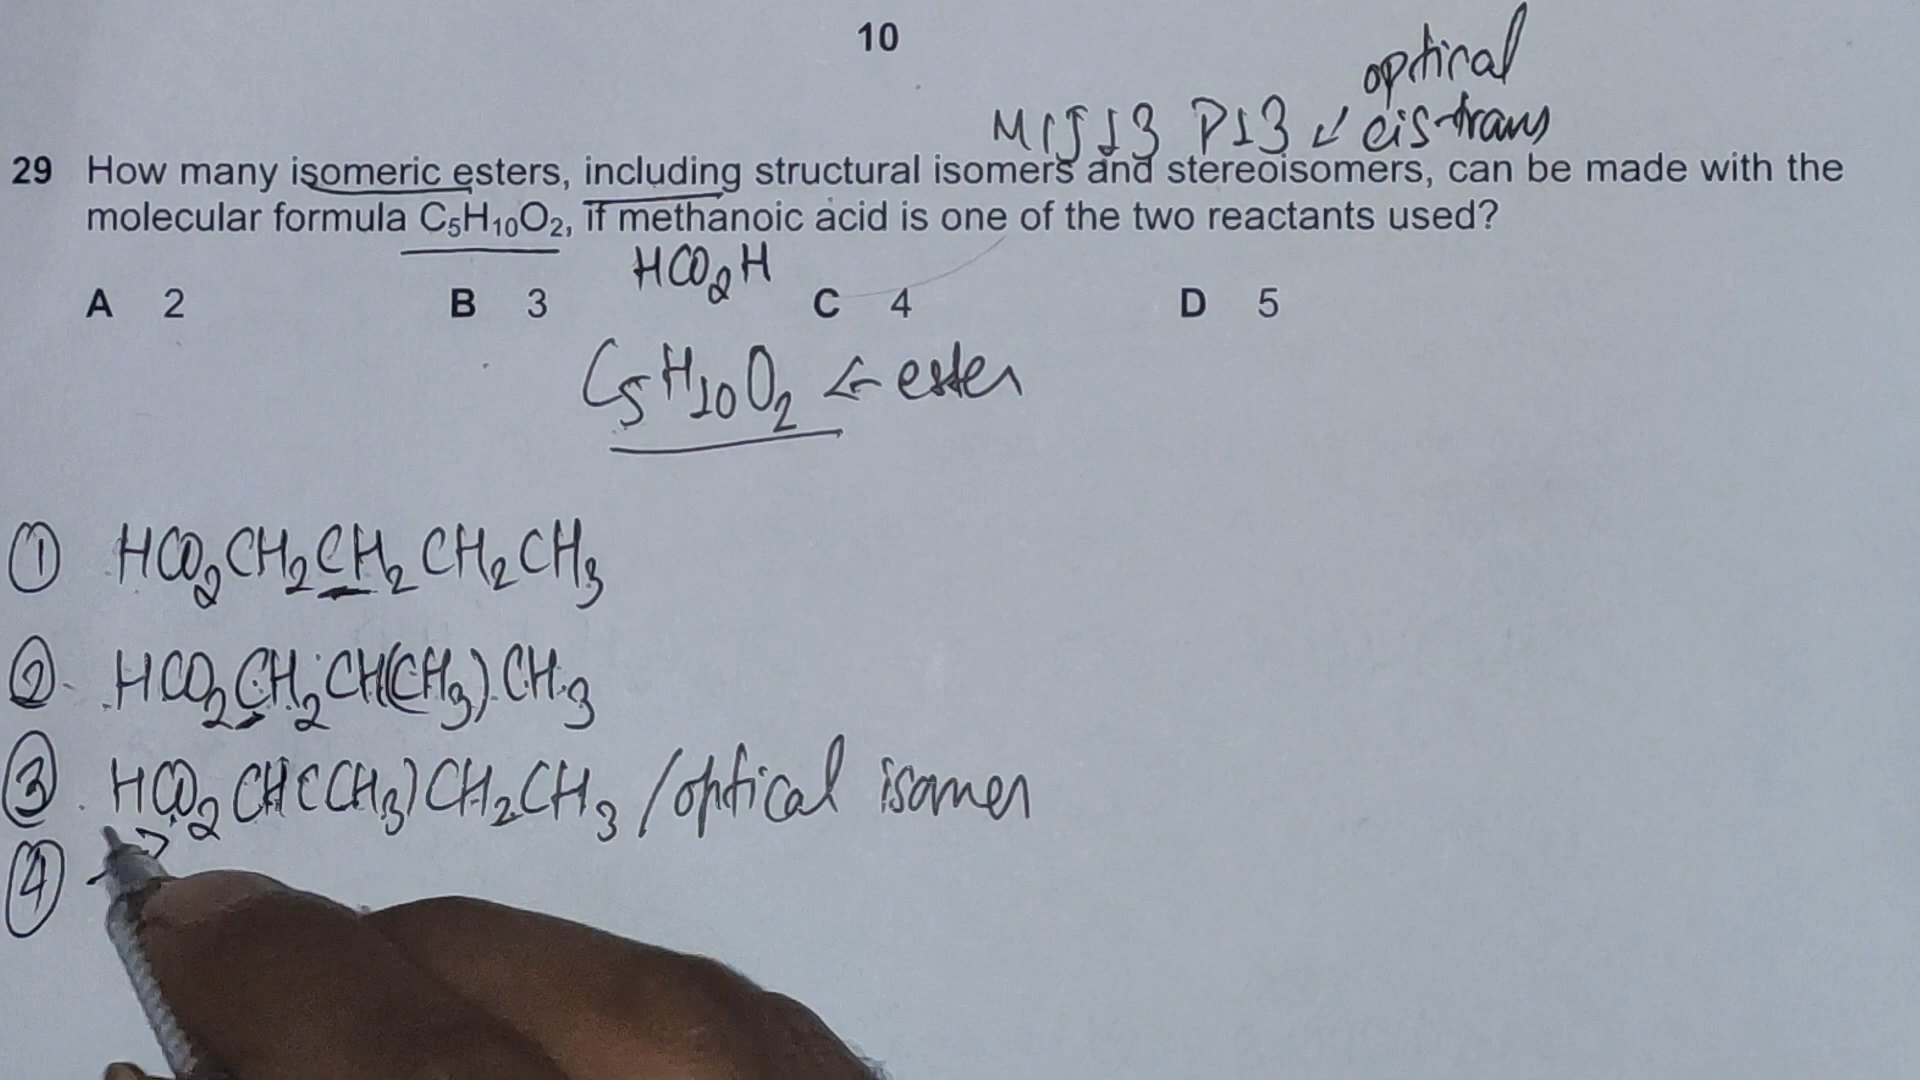 10
optical
M/J 13 P13 ↙ cis-trans
29 How many isomeric esters, including structural isomers and stereoisomers, can be made with the
molecular formula C₅H₁₀O₂, if methanoic acid is one of the two reactants used?
HCO₂H
A 2 B 3 C 4 D 5
C₅H₁₀O₂ ← ester
① HCO₂CH₂CH₂CH₂CH₃
② HCO₂CH₂CH(CH₃)CH₃
③ HCO₂CH(CH₃)CH₂CH₃ / optical isomer
④